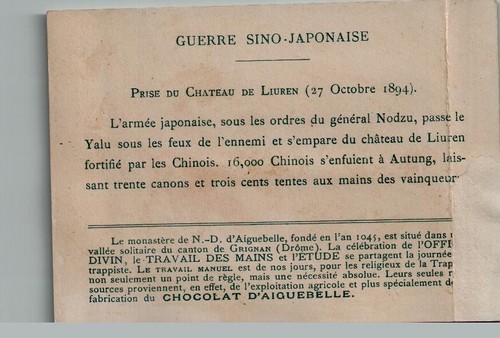 GUERRE SINO-JAPONAISE
PRISE DU CHATEAU DE LIUREN (27 Octobre 1894).
L'armée japonaise, sous les ordres du général Nodzu, passe le
Yalu sous les feux de l'ennemi et s'empare du château de Liuren
fortifié par les Chinois. 16,000 Chinois s'enfuient à Autung, lais-
sant trente canons et trois cents tentes aux mains des vainqueur
Le monastère de N.-D. d'Aiguebelle, fondé en l'an 1045, est situé dans
vallée solitaire du canton de GRIGNAN (Drôme). La célébration de l'OFFI
DIVIN, le TRAVAIL DES MAINS et l'ETUDE se partagent la journée
trappiste. LE TRAVAIL MANUEL est de nos jours, pour les religieux de la Trap
non seulement un point de règle, mais une nécessité absolue. Leurs seules r
sources proviennent, en effet, de l'exploitation agricole et plus spécialement d
fabrication du CHOCOLAT D'AIGUEBELLE.